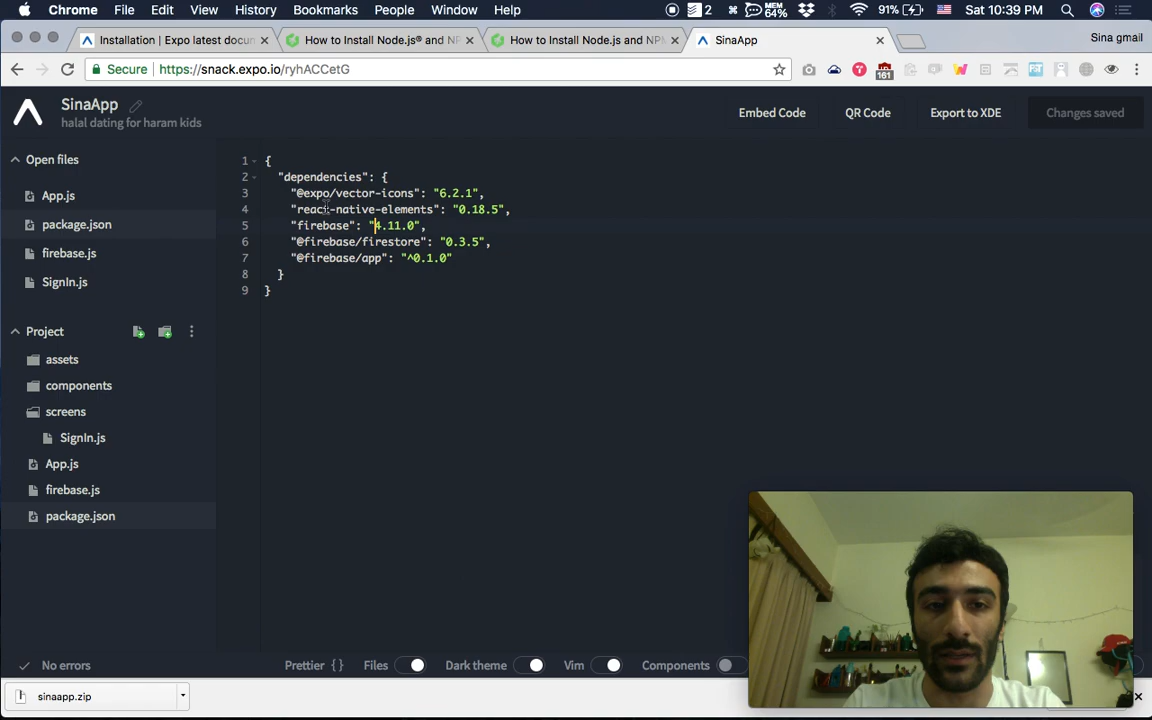 Chrome File Edit View History Bookmarks People Window Help 2 MEM 64% 91% Sat 10:39 PM
Installation | Expo latest docum
How to Install Node.js® and NP
How to Install Node.js and NPM
SinaApp
Sina gmail
Secure https://snack.expo.io/ryhACCetG 161
SinaApp
halal dating for haram kids
Embed Code QR Code Export to XDE Changes saved
Open files
App.js
package.json
firebase.js
SignIn.js
Project
assets
components
screens
SignIn.js
App.js
firebase.js
package.json
1 {
2 "dependencies": {
3 "@expo/vector-icons": "6.2.1",
4 "react-native-elements": "0.18.5",
5 "firebase": "4.11.0",
6 "@firebase/firestore": "0.3.5",
7 "@firebase/app": "^0.1.0"
8 }
9 }
No errors Prettier {} Files Dark theme Vim Components
sinaapp.zip